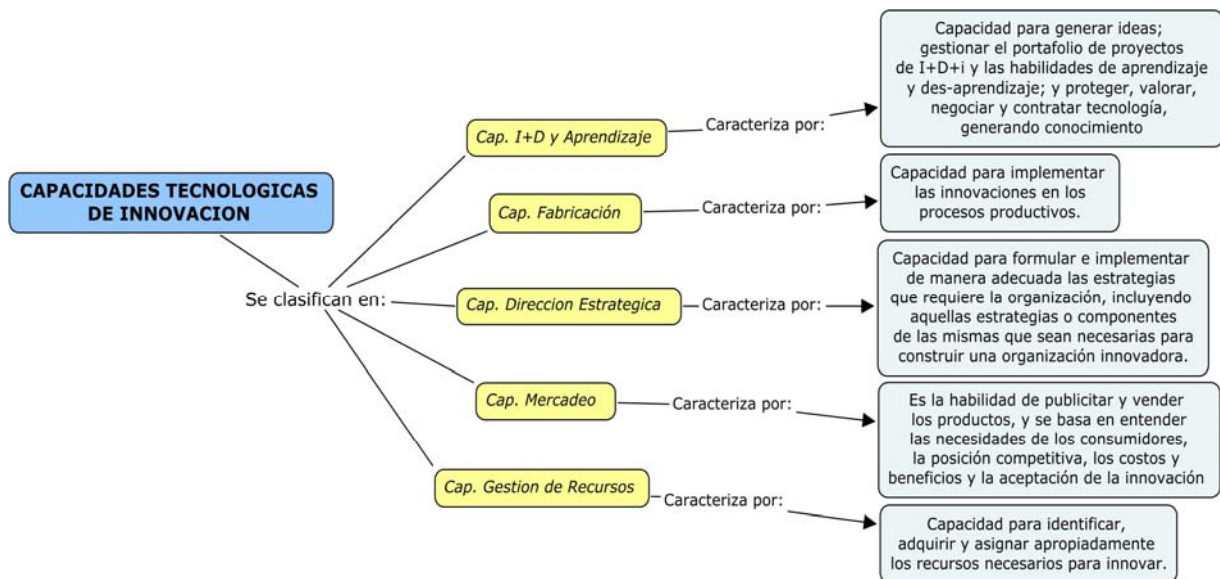 CAPACIDADES TECNOLOGICAS
DE INNOVACION
Se clasifican en:
Cap. I+D y Aprendizaje
Caracteriza por:
Capacidad para generar ideas;
gestionar el portafolio de proyectos
de I+D+i y las habilidades de aprendizaje
y des-aprendizaje; y proteger, valorar,
negociar y contratar tecnología,
generando conocimiento
Cap. Fabricación
Caracteriza por:
Capacidad para implementar
las innovaciones en los
procesos productivos.
Cap. Direccion Estrategica
Caracteriza por:
Capacidad para formular e implementar
de manera adecuada las estrategias
que requiere la organización, incluyendo
aquellas estrategias o componentes
de las mismas que sean necesarias para
construir una organización innovadora.
Cap. Mercadeo
Caracteriza por:
Es la habilidad de publicitar y vender
los productos, y se basa en entender
las necesidades de los consumidores,
la posición competitiva, los costos y
beneficios y la aceptación de la innovación
Cap. Gestion de Recursos
Caracteriza por:
Capacidad para identificar,
adquirir y asignar apropiadamente
los recursos necesarios para innovar.